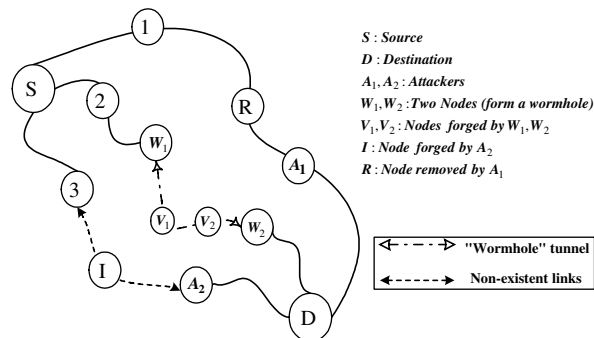 1
S
2
R
W1
A1
3
V1
V2
W2
I
A2
D
S : Source
D : Destination
A1, A2 : Attackers
W1, W2 : Two Nodes (form a wormhole)
V1, V2 : Nodes forged by W1, W2
I : Node forged by A2
R : Node removed by A1
"Wormhole" tunnel
Non-existent links